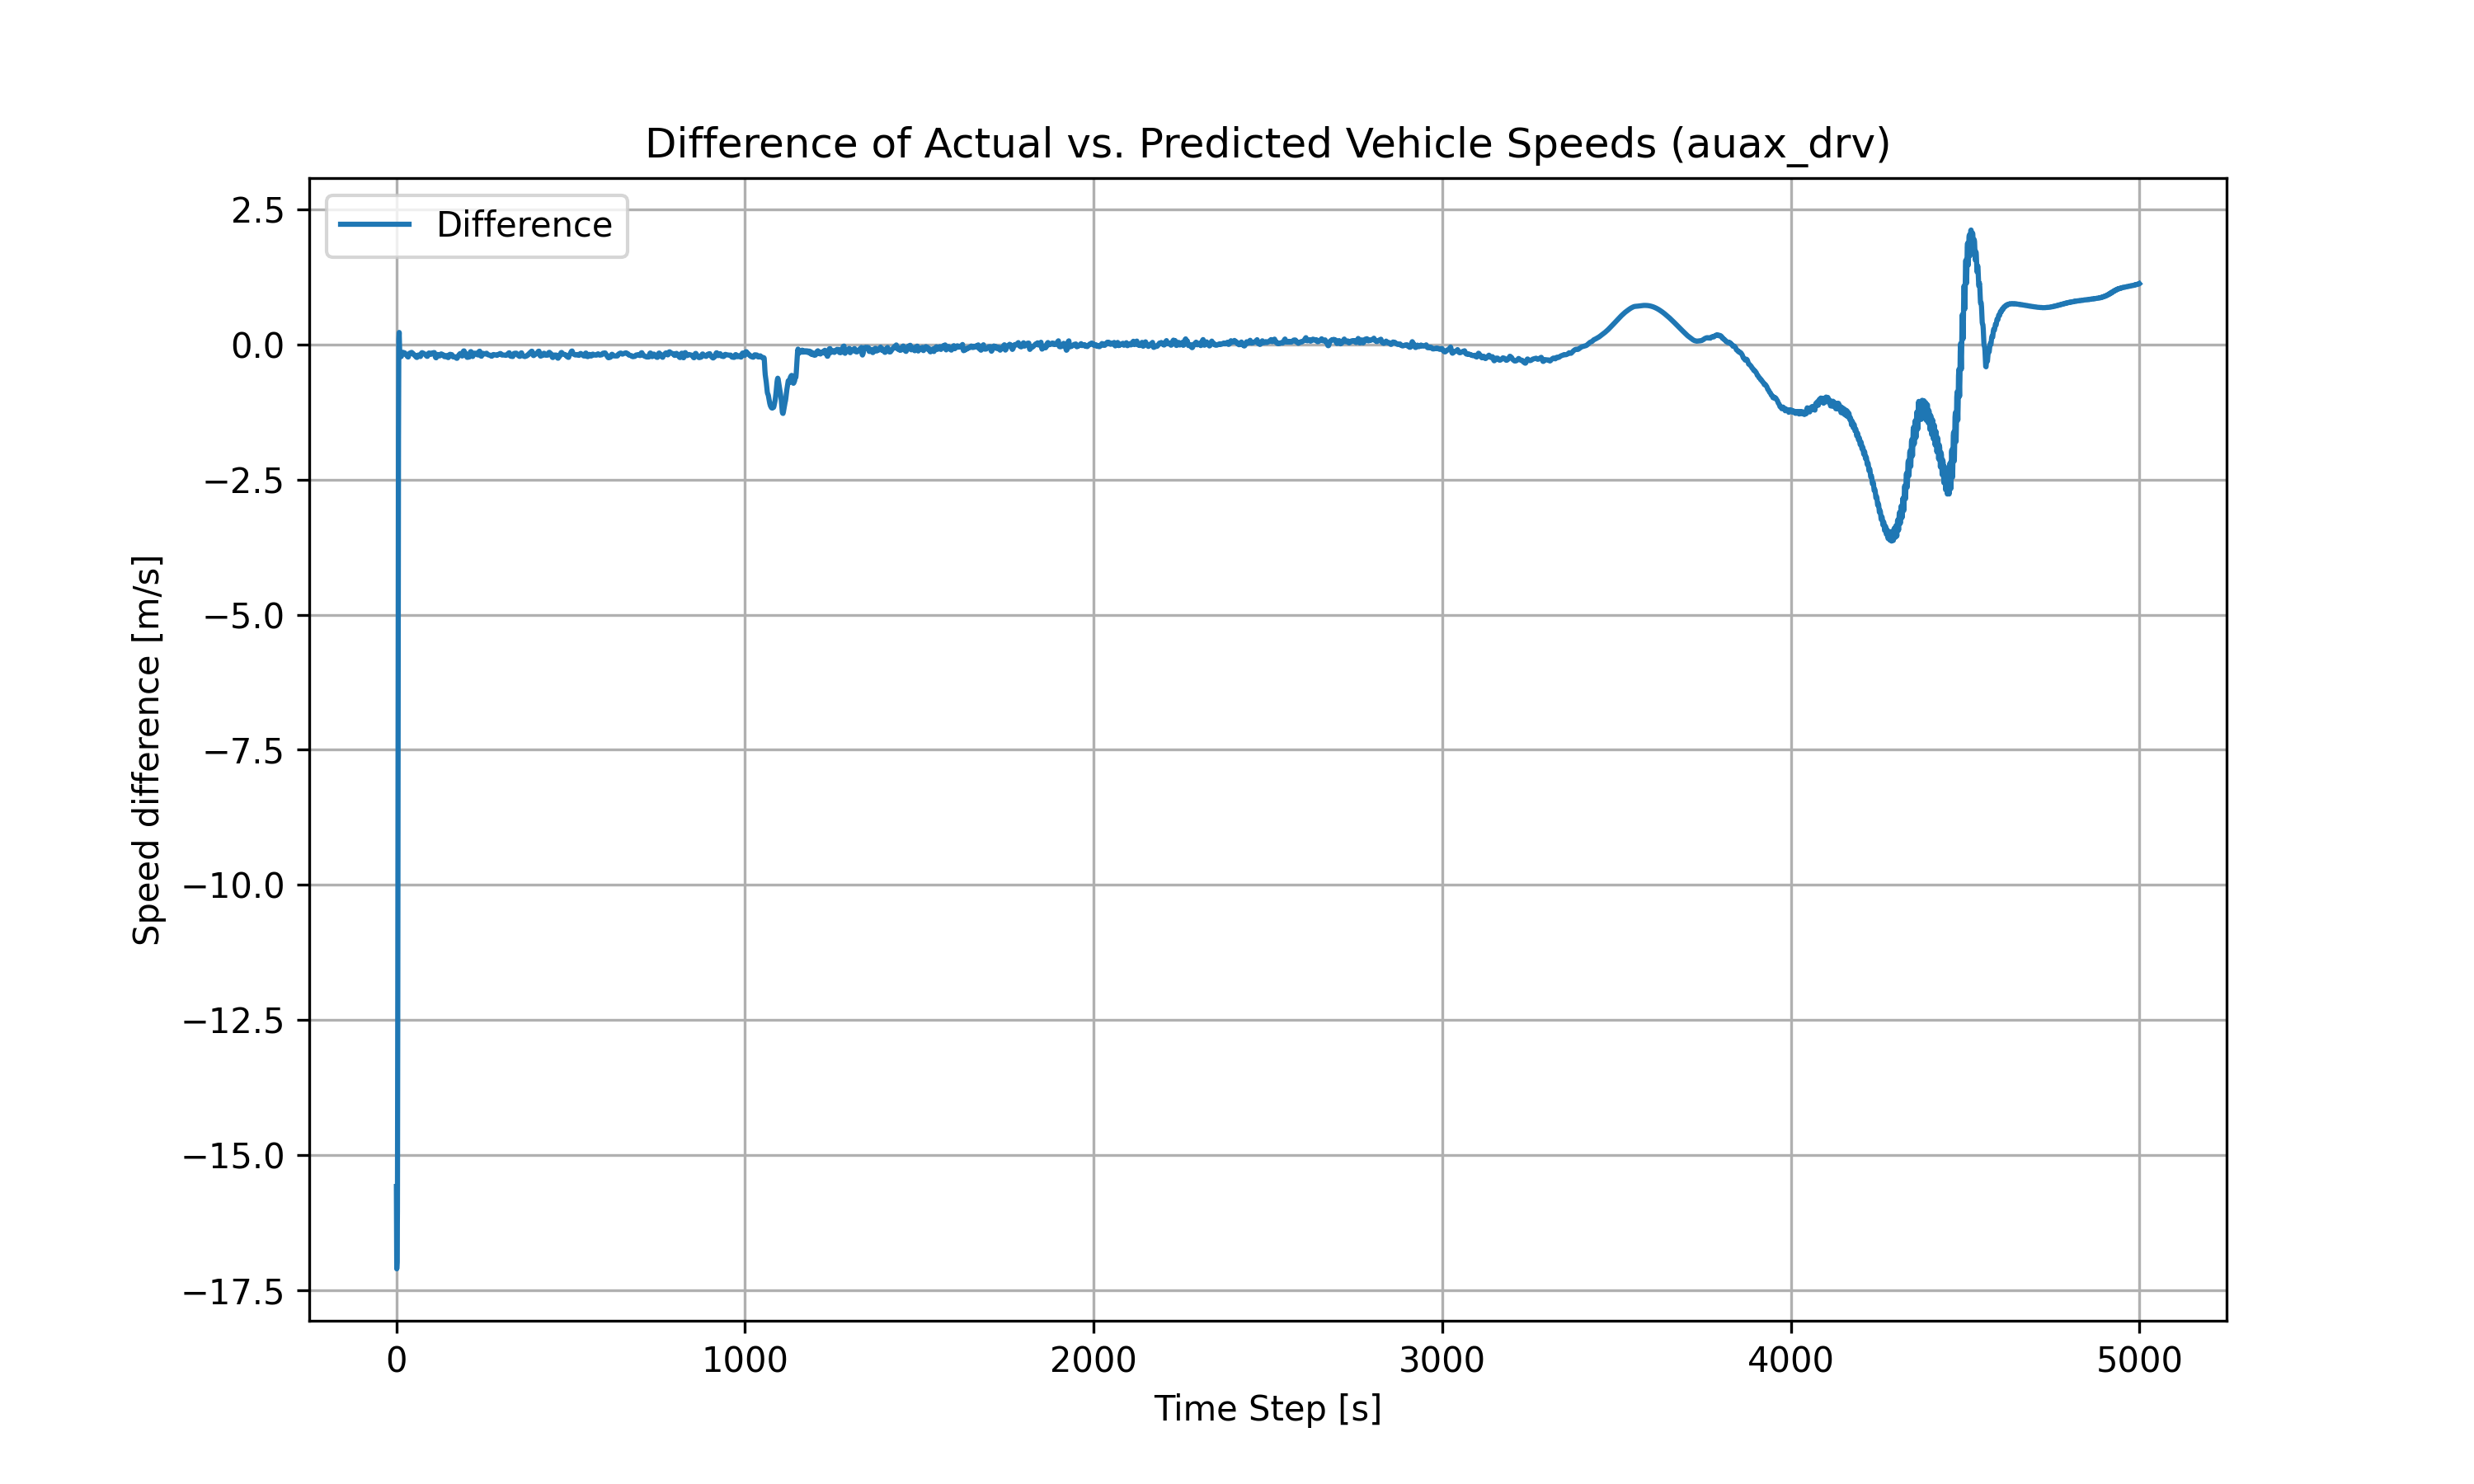 Difference of Actual vs. Predicted Vehicle Speeds (auax_drv)
Difference
2.5
0.0
−2.5
−5.0
−7.5
−10.0
−12.5
−15.0
−17.5
Speed difference [m/s]
0 1000 2000 3000 4000 5000
Time Step [s]